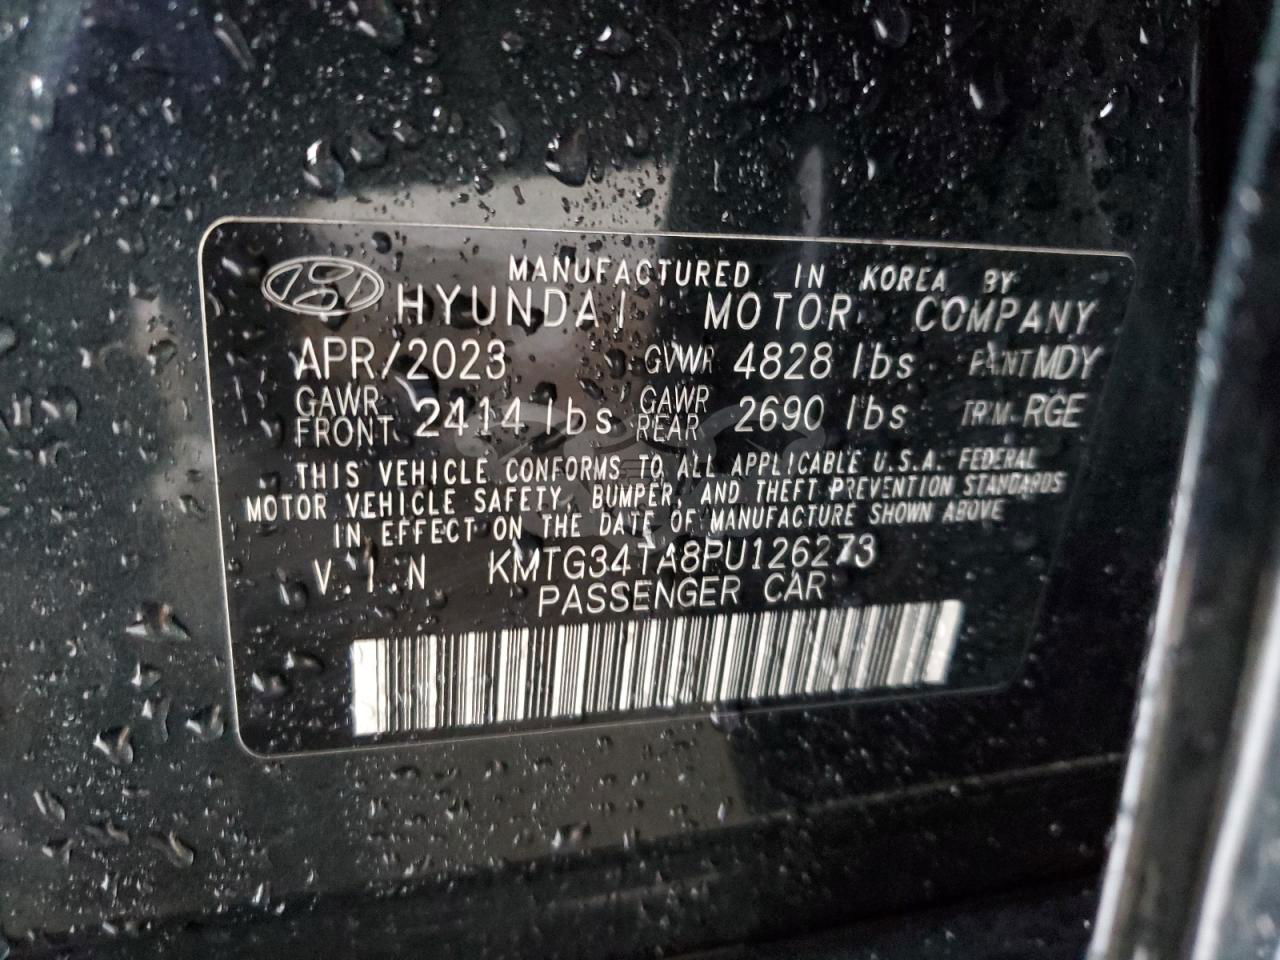 MANUFACTURED IN KOREA BY
HYUNDAI MOTOR COMPANY
APR/2023 GVWR 4828 lbs PAINT MDY
GAWR FRONT 2414 lbs GAWR REAR 2690 lbs TRIM RGE
THIS VEHICLE CONFORMS TO ALL APPLICABLE U.S.A. FEDERAL
MOTOR VEHICLE SAFETY, BUMPER, AND THEFT PREVENTION STANDARDS
IN EFFECT ON THE DATE OF MANUFACTURE SHOWN ABOVE
V.I.N KMTG34TA8PU126273
PASSENGER CAR